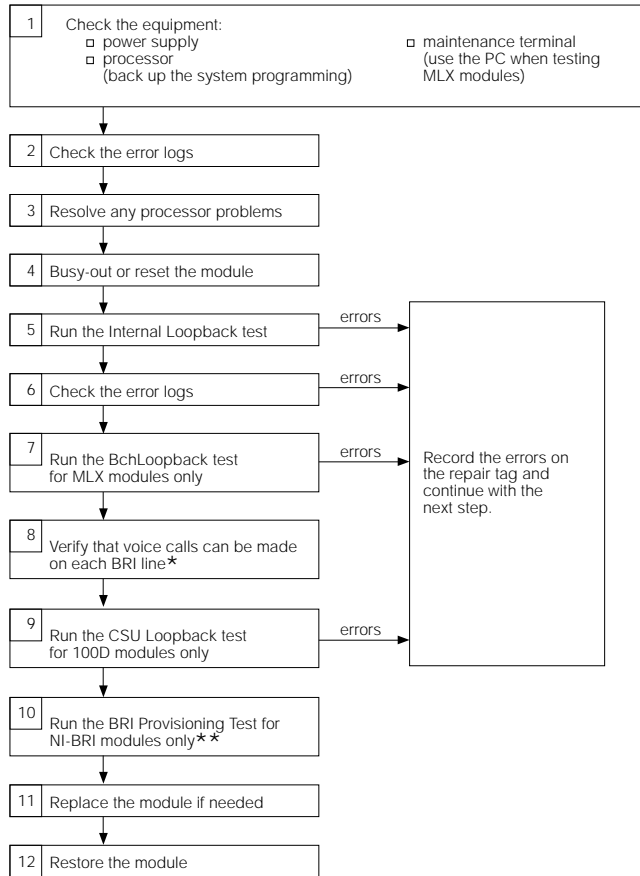 1
Check the equipment:
power supply
processor
(back up the system programming)
maintenance terminal
(use the PC when testing
MLX modules)
2 Check the error logs
3 Resolve any processor problems
4 Busy-out or reset the module
5 Run the Internal Loopback test
errors
6 Check the error logs
errors
7 Run the BchLoopback test
for MLX modules only
errors
Record the errors on
the repair tag and
continue with the
next step.
8 Verify that voice calls can be made
on each BRI line*
9 Run the CSU Loopback test
for 100D modules only
errors
10 Run the BRI Provisioning Test for
NI-BRI modules only**
11 Replace the module if needed
12 Restore the module